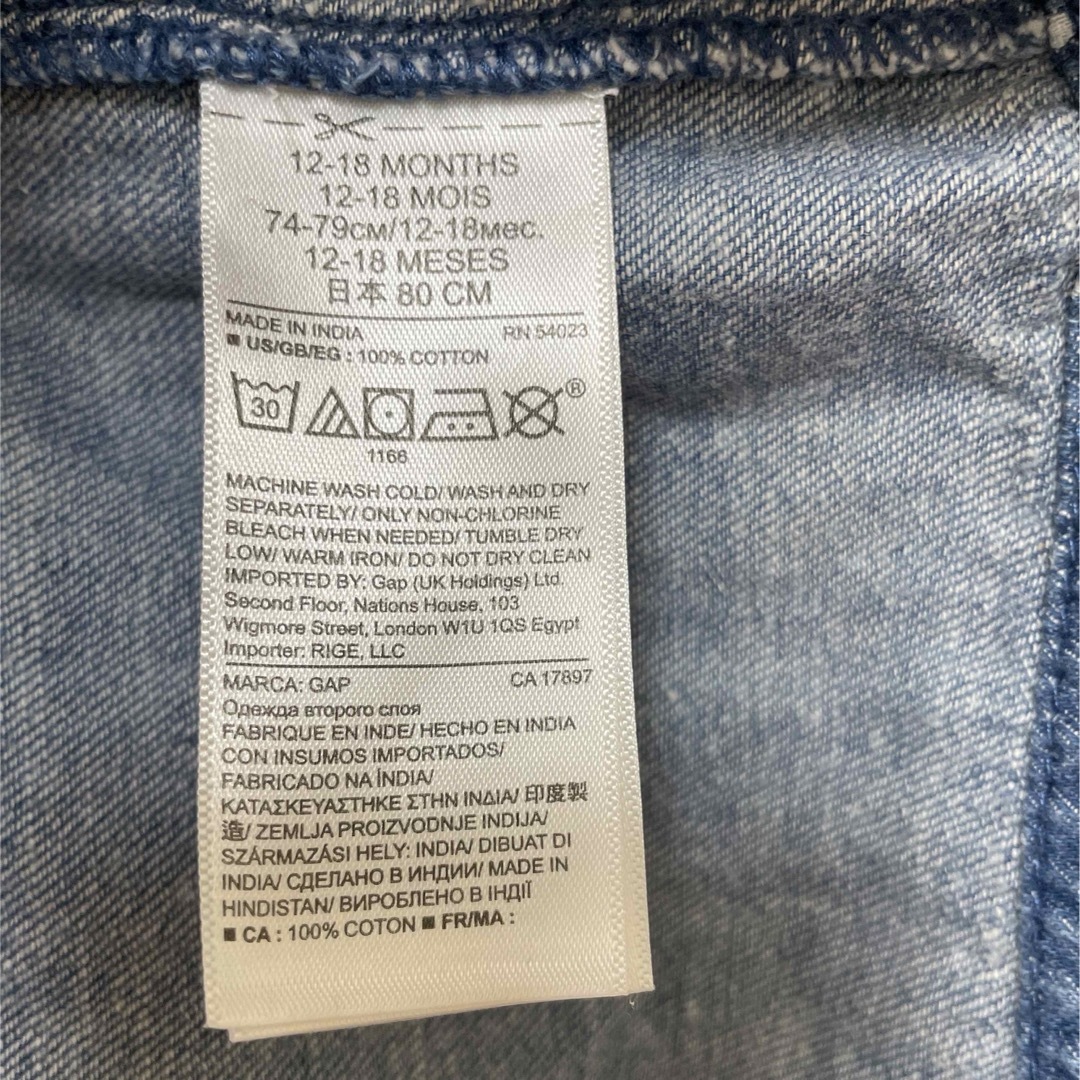 12-18 MONTHS
12-18 MOIS
74-79см/12-18мес.
12-18 MESES
日本 80 CM
MADE IN INDIA RN 54023
■ US/GB/EG : 100% COTTON
30 ®
1166
MACHINE WASH COLD/ WASH AND DRY
SEPARATELY/ ONLY NON-CHLORINE
BLEACH WHEN NEEDED/ TUMBLE DRY
LOW/ WARM IRON/ DO NOT DRY CLEAN
IMPORTED BY: Gap (UK Holdings) Ltd.
Second Floor, Nations House, 103
Wigmore Street, London W1U 1QS Egypt
Importer: RIGE, LLC
MARCA: GAP CA 17897
Одежда второго слоя
FABRIQUE EN INDE/ HECHO EN INDIA
CON INSUMOS IMPORTADOS/
FABRICADO NA ÍNDIA/
ΚΑΤΑΣΚΕΥΑΣΤΗΚΕ ΣΤΗΝ ΙΝΔΙΑ/ 印度製
造/ ZEMLJA PROIZVODNJE INDIJA/
SZÁRMAZÁSI HELY: INDIA/ DIBUAT DI
INDIA/ СДЕЛАНО В ИНДИИ/ MADE IN
HINDISTAN/ ВИРОБЛЕНО В ІНДІЇ
■ CA : 100% COTON ■ FR/MA :